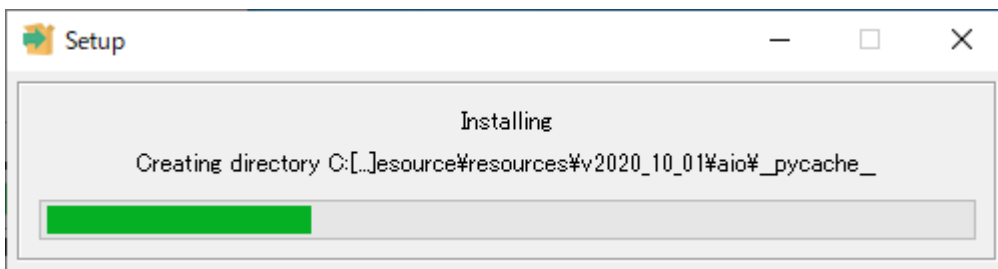 Setup
Installing
Creating directory C:[...]esource¥resources¥v2020_10_01¥aio¥_pycache_